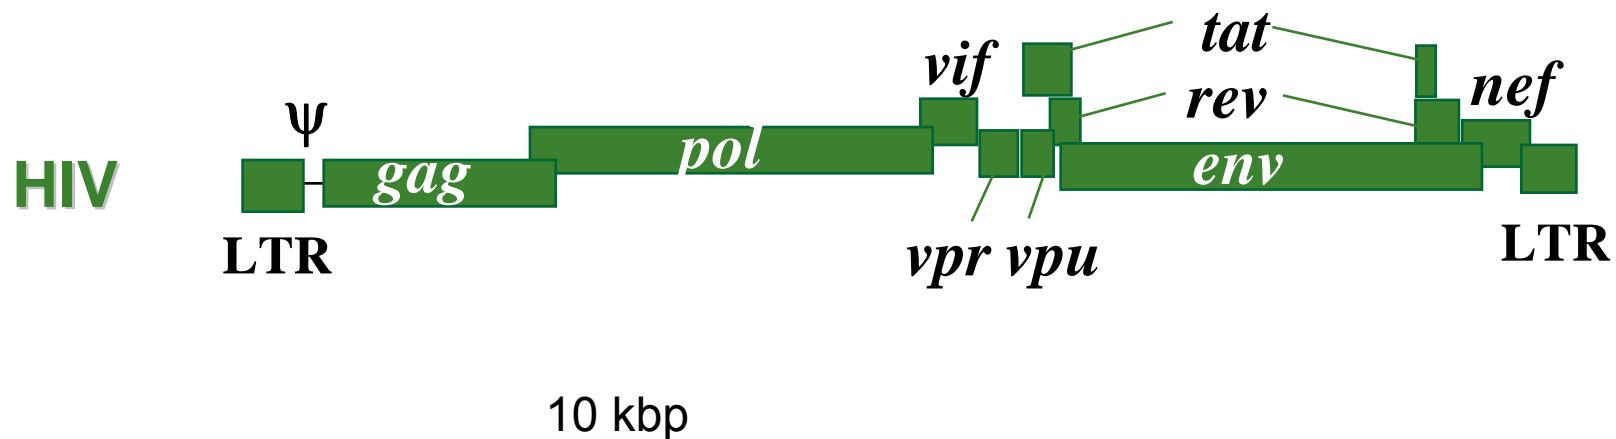 tat
vif
nef
rev
ψ
pol
HIV
gag
env
LTR
vpr vpu
LTR
10 kbp